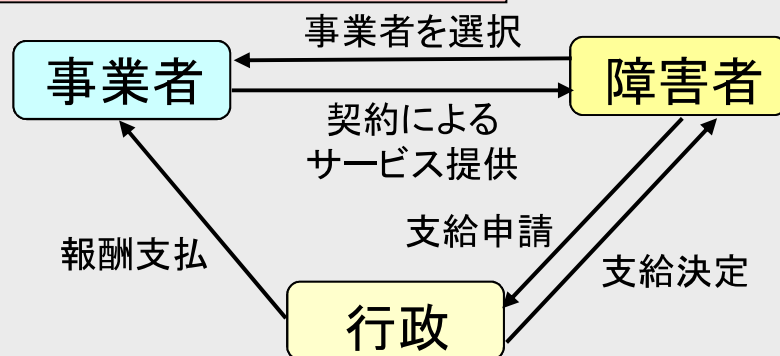 事業者を選択
事業者
障害者
契約による
サービス提供
支給申請
報酬支払
支給決定
行政